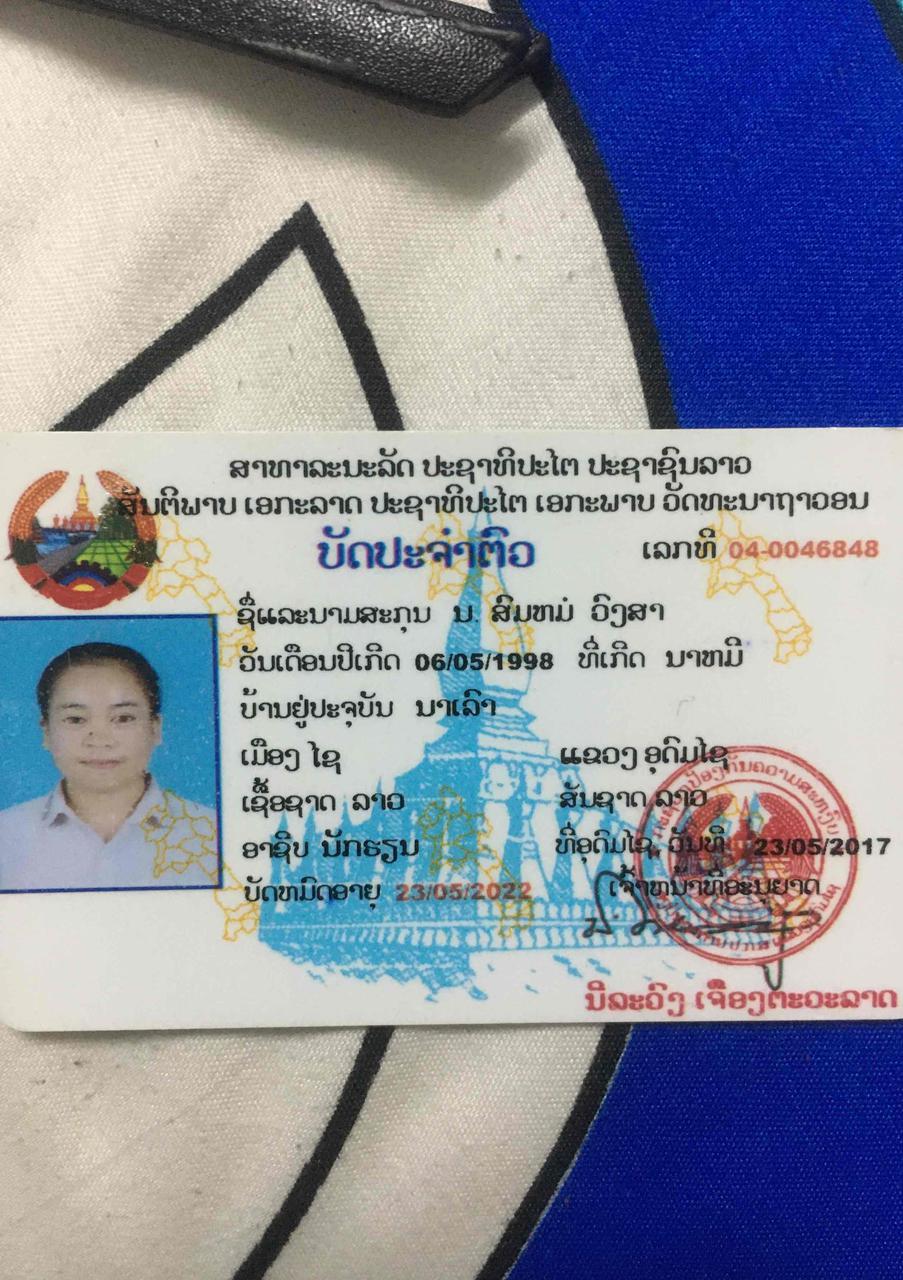 ສາທາລະນະລັດ ປະຊາທິປະໄຕ ປະຊາຊົນລາວ
ສັນຕິພາບ ເອກະລາດ ປະຊາທິປະໄຕ ເອກະພາບ ວັດທະນາຖາວອນ
ບັດປະຈຳຕົວ ເລກທີ 04-0046848
ຊື່ແລະນາມສະກຸນ ນ ສົມຫມ່ ວົງສາ
ວັນເດືອນປີເກີດ 06/05/1998 ທີ່ເກີດ ນາຫມີ
ບ້ານຢູ່ປະຈຸບັນ ນາເລົາ
ເມືອງ ໄຊ ແຂວງ ອຸດົມໄຊ
ເຊື້ອຊາດ ລາວ ສັນຊາດ ລາວ
ອາຊີບ ນັກຮຽນ ທີ່ອຸດົມໄຊ, ວັນທີ 23/05/2017
ບັດຫມົດອາຍຸ 23/05/2022 ເຈົ້າຫນ້າທີ່ອະນຸຍາດ
ນິລະວົງ ເຈືອງຕະວະລາດ